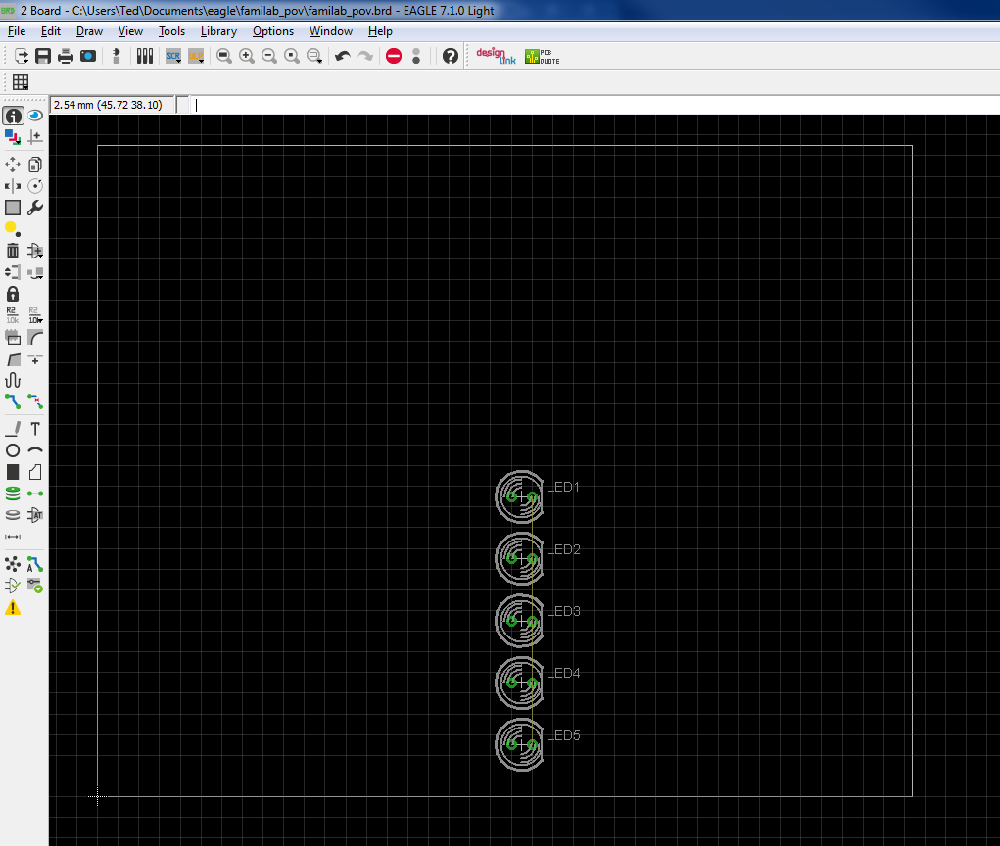 BRD 2 Board - C:\Users\Ted\Documents\eagle\familab_pov\familab_pov.brd - EAGLE 7.1.0 Light
File Edit Draw View Tools Library Options Window Help
SCR design link PCB QUOTE
2.54 mm (45.72 38.10)
R2 R2
10k 10k
T
A
LED1
LED2
LED3
LED4
LED5